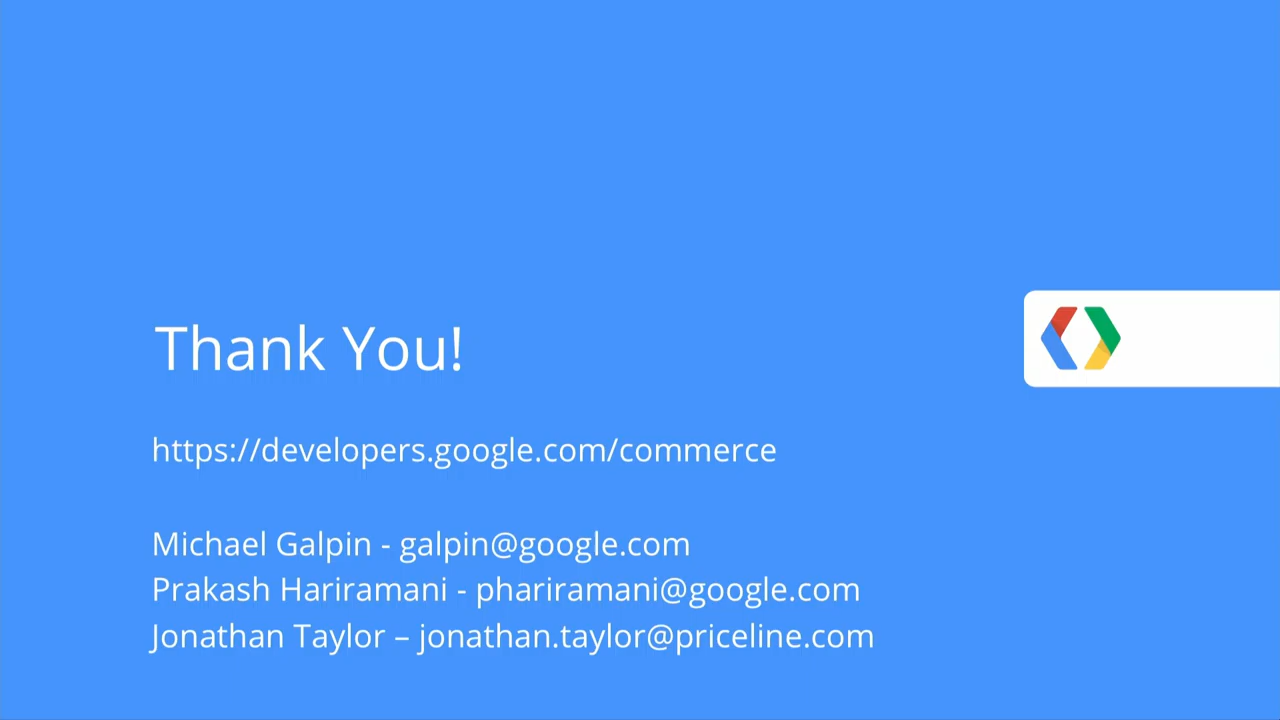 Thank You!
https://developers.google.com/commerce
Michael Galpin - galpin@google.com
Prakash Hariramani - phariramani@google.com
Jonathan Taylor – jonathan.taylor@priceline.com